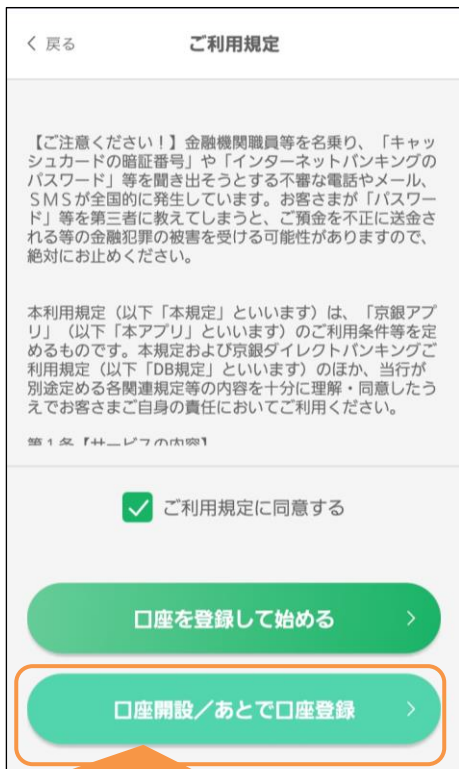 戻る
ご利用規定
【ご注意ください！】金融機関職員等を名乗り、「キャッ
シュカードの暗証番号」や「インターネットバンキングの
パスワード」等を聞き出そうとする不審な電話やメール、
ＳＭＳが全国的に発生しています。お客さまが「パスワー
ド」等を第三者に教えてしまうと、ご預金を不正に送金さ
れる等の金融犯罪の被害を受ける可能性がありますので、
絶対にお止めください。
本利用規定（以下「本規定」といいます）は、「京銀アプ
リ」（以下「本アプリ」といいます）のご利用条件等を定
めるものです。本規定および京銀ダイレクトバンキングご
利用規定（以下「DB規定」といいます）のほか、当行が
別途定める各関連規定等の内容を十分に理解・同意したう
えでお客さまご自身の責任においてご利用ください。
第１条【サービスの内容】
ご利用規定に同意する
口座を登録して始める
口座開設／あとで口座登録